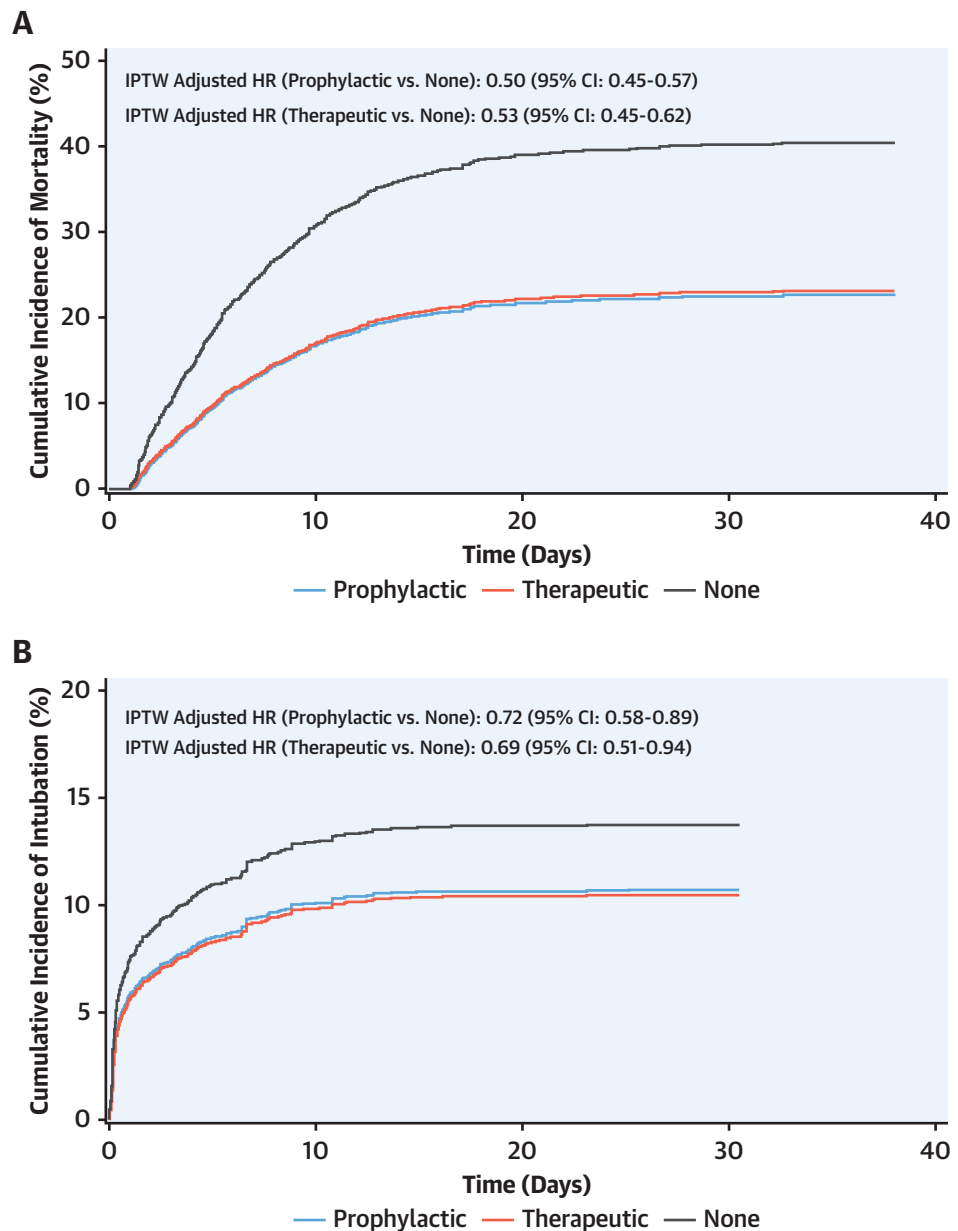 A
Cumulative Incidence of Mortality (%)
50
40
30
20
10
0
IPTW Adjusted HR (Prophylactic vs. None): 0.50 (95% CI: 0.45-0.57)
IPTW Adjusted HR (Therapeutic vs. None): 0.53 (95% CI: 0.45-0.62)
0 10 20 30 40
Time (Days)
Prophylactic Therapeutic None
B
Cumulative Incidence of Intubation (%)
20
15
10
5
0
IPTW Adjusted HR (Prophylactic vs. None): 0.72 (95% CI: 0.58-0.89)
IPTW Adjusted HR (Therapeutic vs. None): 0.69 (95% CI: 0.51-0.94)
0 10 20 30 40
Time (Days)
Prophylactic Therapeutic None